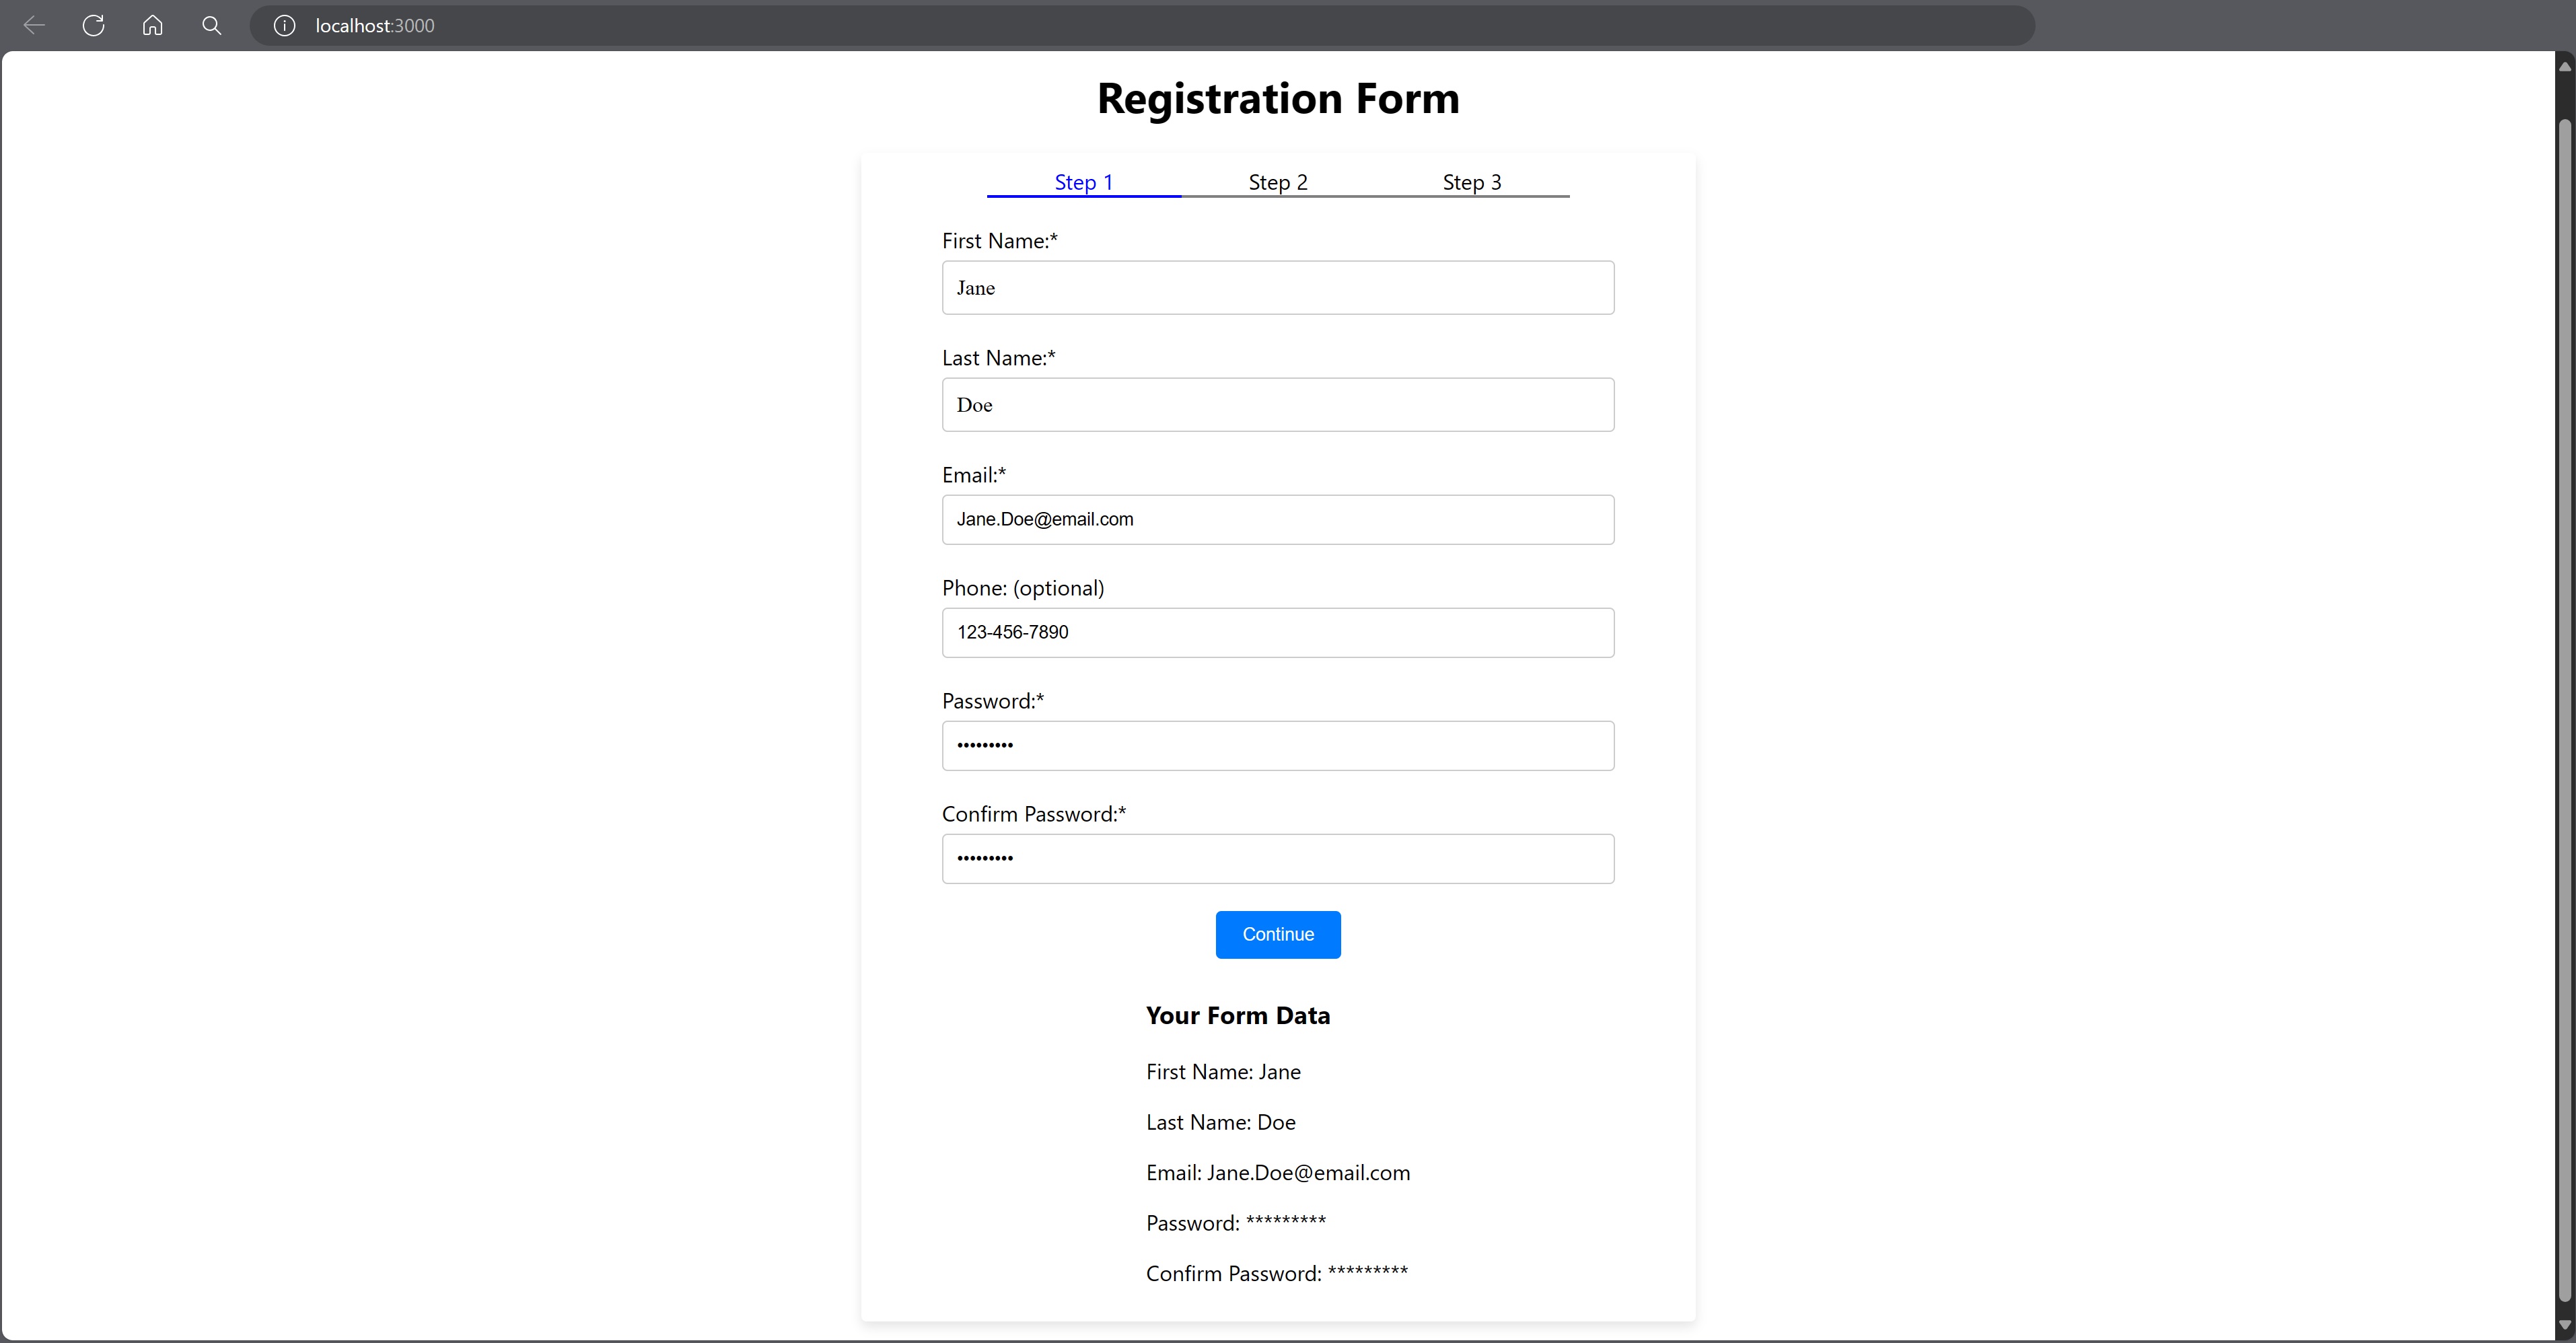 localhost:3000
Registration Form
Step 1 Step 2 Step 3
First Name:*
Jane
Last Name:*
Doe
Email:*
Jane.Doe@email.com
Phone: (optional)
123-456-7890
Password:*
•••••••••
Confirm Password:*
•••••••••
Continue
Your Form Data
First Name: Jane
Last Name: Doe
Email: Jane.Doe@email.com
Password: *********
Confirm Password: *********